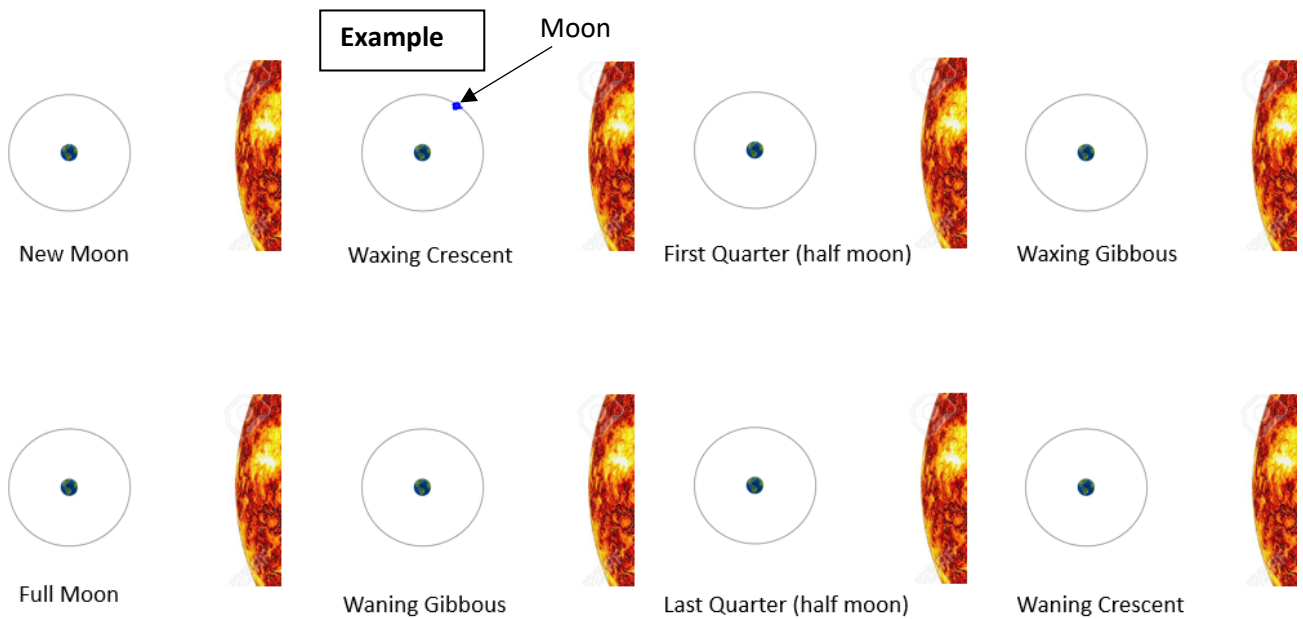 Example
Moon
New Moon
Waxing Crescent
First Quarter (half moon)
Waxing Gibbous
Full Moon
Waning Gibbous
Last Quarter (half moon)
Waning Crescent